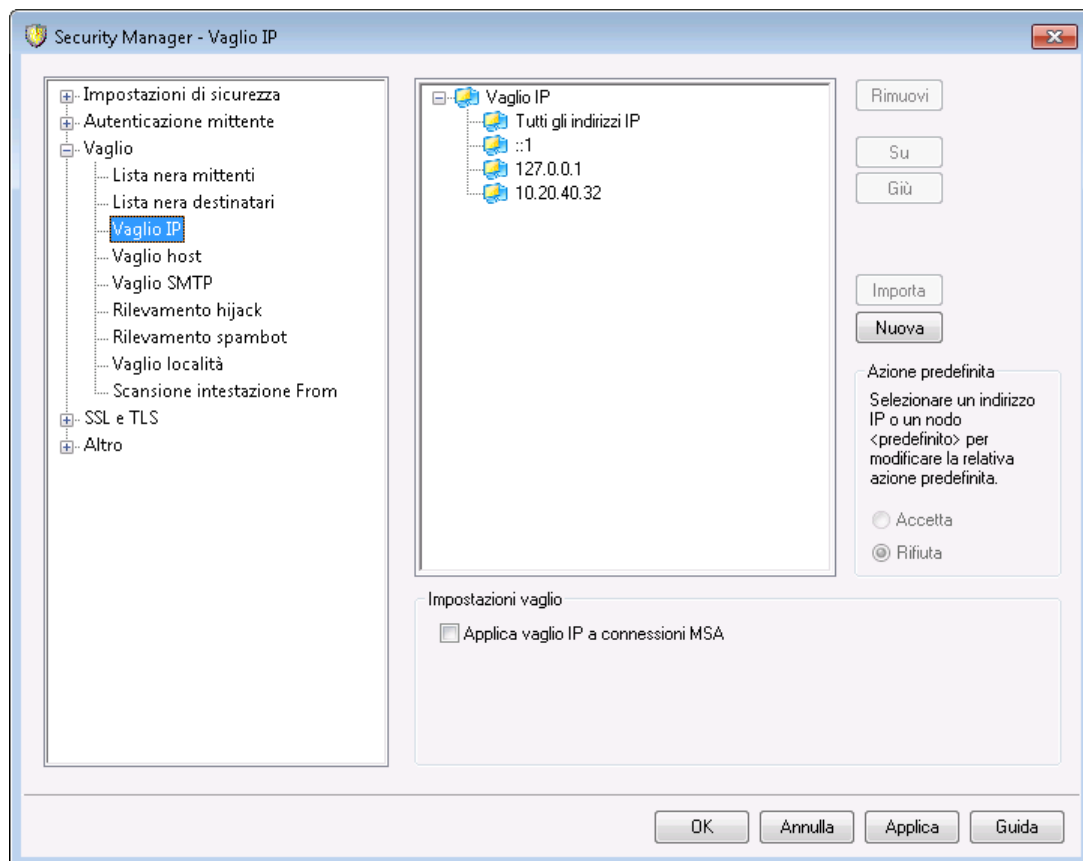 Security Manager - Vaglio IP
Impostazioni di sicurezza
Autenticazione mittente
Vaglio
Lista nera mittenti
Lista nera destinatari
Vaglio IP
Vaglio host
Vaglio SMTP
Rilevamento hijack
Rilevamento spambot
Vaglio località
Scansione intestazione From
SSL e TLS
Altro
Vaglio IP
Tutti gli indirizzi IP
::1
127.0.0.1
10.20.40.32
Rimuovi
Su
Giù
Importa
Nuova
Azione predefinita
Selezionare un indirizzo
IP o un nodo
<predefinito> per
modificare la relativa
azione predefinita.
Accetta
Rifiuta
Impostazioni vaglio
Applica vaglio IP a connessioni MSA
OK
Annulla
Applica
Guida